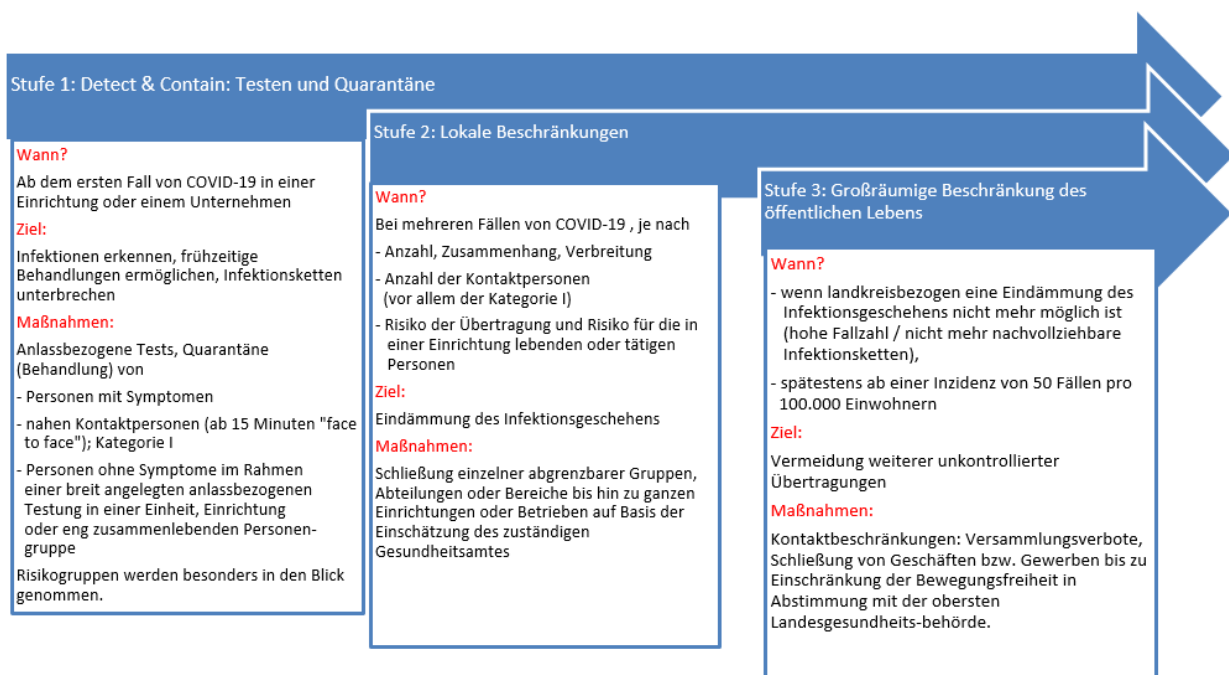 Stufe 1: Detect & Contain: Testen und Quarantäne
Wann?
Ab dem ersten Fall von COVID-19 in einer
Einrichtung oder einem Unternehmen
Ziel:
Infektionen erkennen, frühzeitige
Behandlungen ermöglichen, Infektionsketten
unterbrechen
Maßnahmen:
Anlassbezogene Tests, Quarantäne
(Behandlung) von
- Personen mit Symptomen
- nahen Kontaktpersonen (ab 15 Minuten "face
to face"); Kategorie I
- Personen ohne Symptome im Rahmen
einer breit angelegten anlassbezogenen
Testung in einer Einheit, Einrichtung
oder eng zusammenlebenden Personen-
gruppe
Risikogruppen werden besonders in den Blick
genommen.
Stufe 2: Lokale Beschränkungen
Wann?
Bei mehreren Fällen von COVID-19 , je nach
- Anzahl, Zusammenhang, Verbreitung
- Anzahl der Kontaktpersonen
(vor allem der Kategorie I)
- Risiko der Übertragung und Risiko für die in
einer Einrichtung lebenden oder tätigen
Personen
Ziel:
Eindämmung des Infektionsgeschehens
Maßnahmen:
Schließung einzelner abgrenzbarer Gruppen,
Abteilungen oder Bereiche bis hin zu ganzen
Einrichtungen oder Betrieben auf Basis der
Einschätzung des zuständigen
Gesundheitsamtes
Stufe 3: Großräumige Beschränkung des
öffentlichen Lebens
Wann?
- wenn landkreisbezogen eine Eindämmung des
Infektionsgeschehens nicht mehr möglich ist
(hohe Fallzahl / nicht mehr nachvollziehbare
Infektionsketten),
- spätestens ab einer Inzidenz von 50 Fällen pro
100.000 Einwohnern
Ziel:
Vermeidung weiterer unkontrollierter
Übertragungen
Maßnahmen:
Kontaktbeschränkungen: Versammlungsverbote,
Schließung von Geschäften bzw. Gewerben bis zu
Einschränkung der Bewegungsfreiheit in
Abstimmung mit der obersten
Landesgesundheits-behörde.